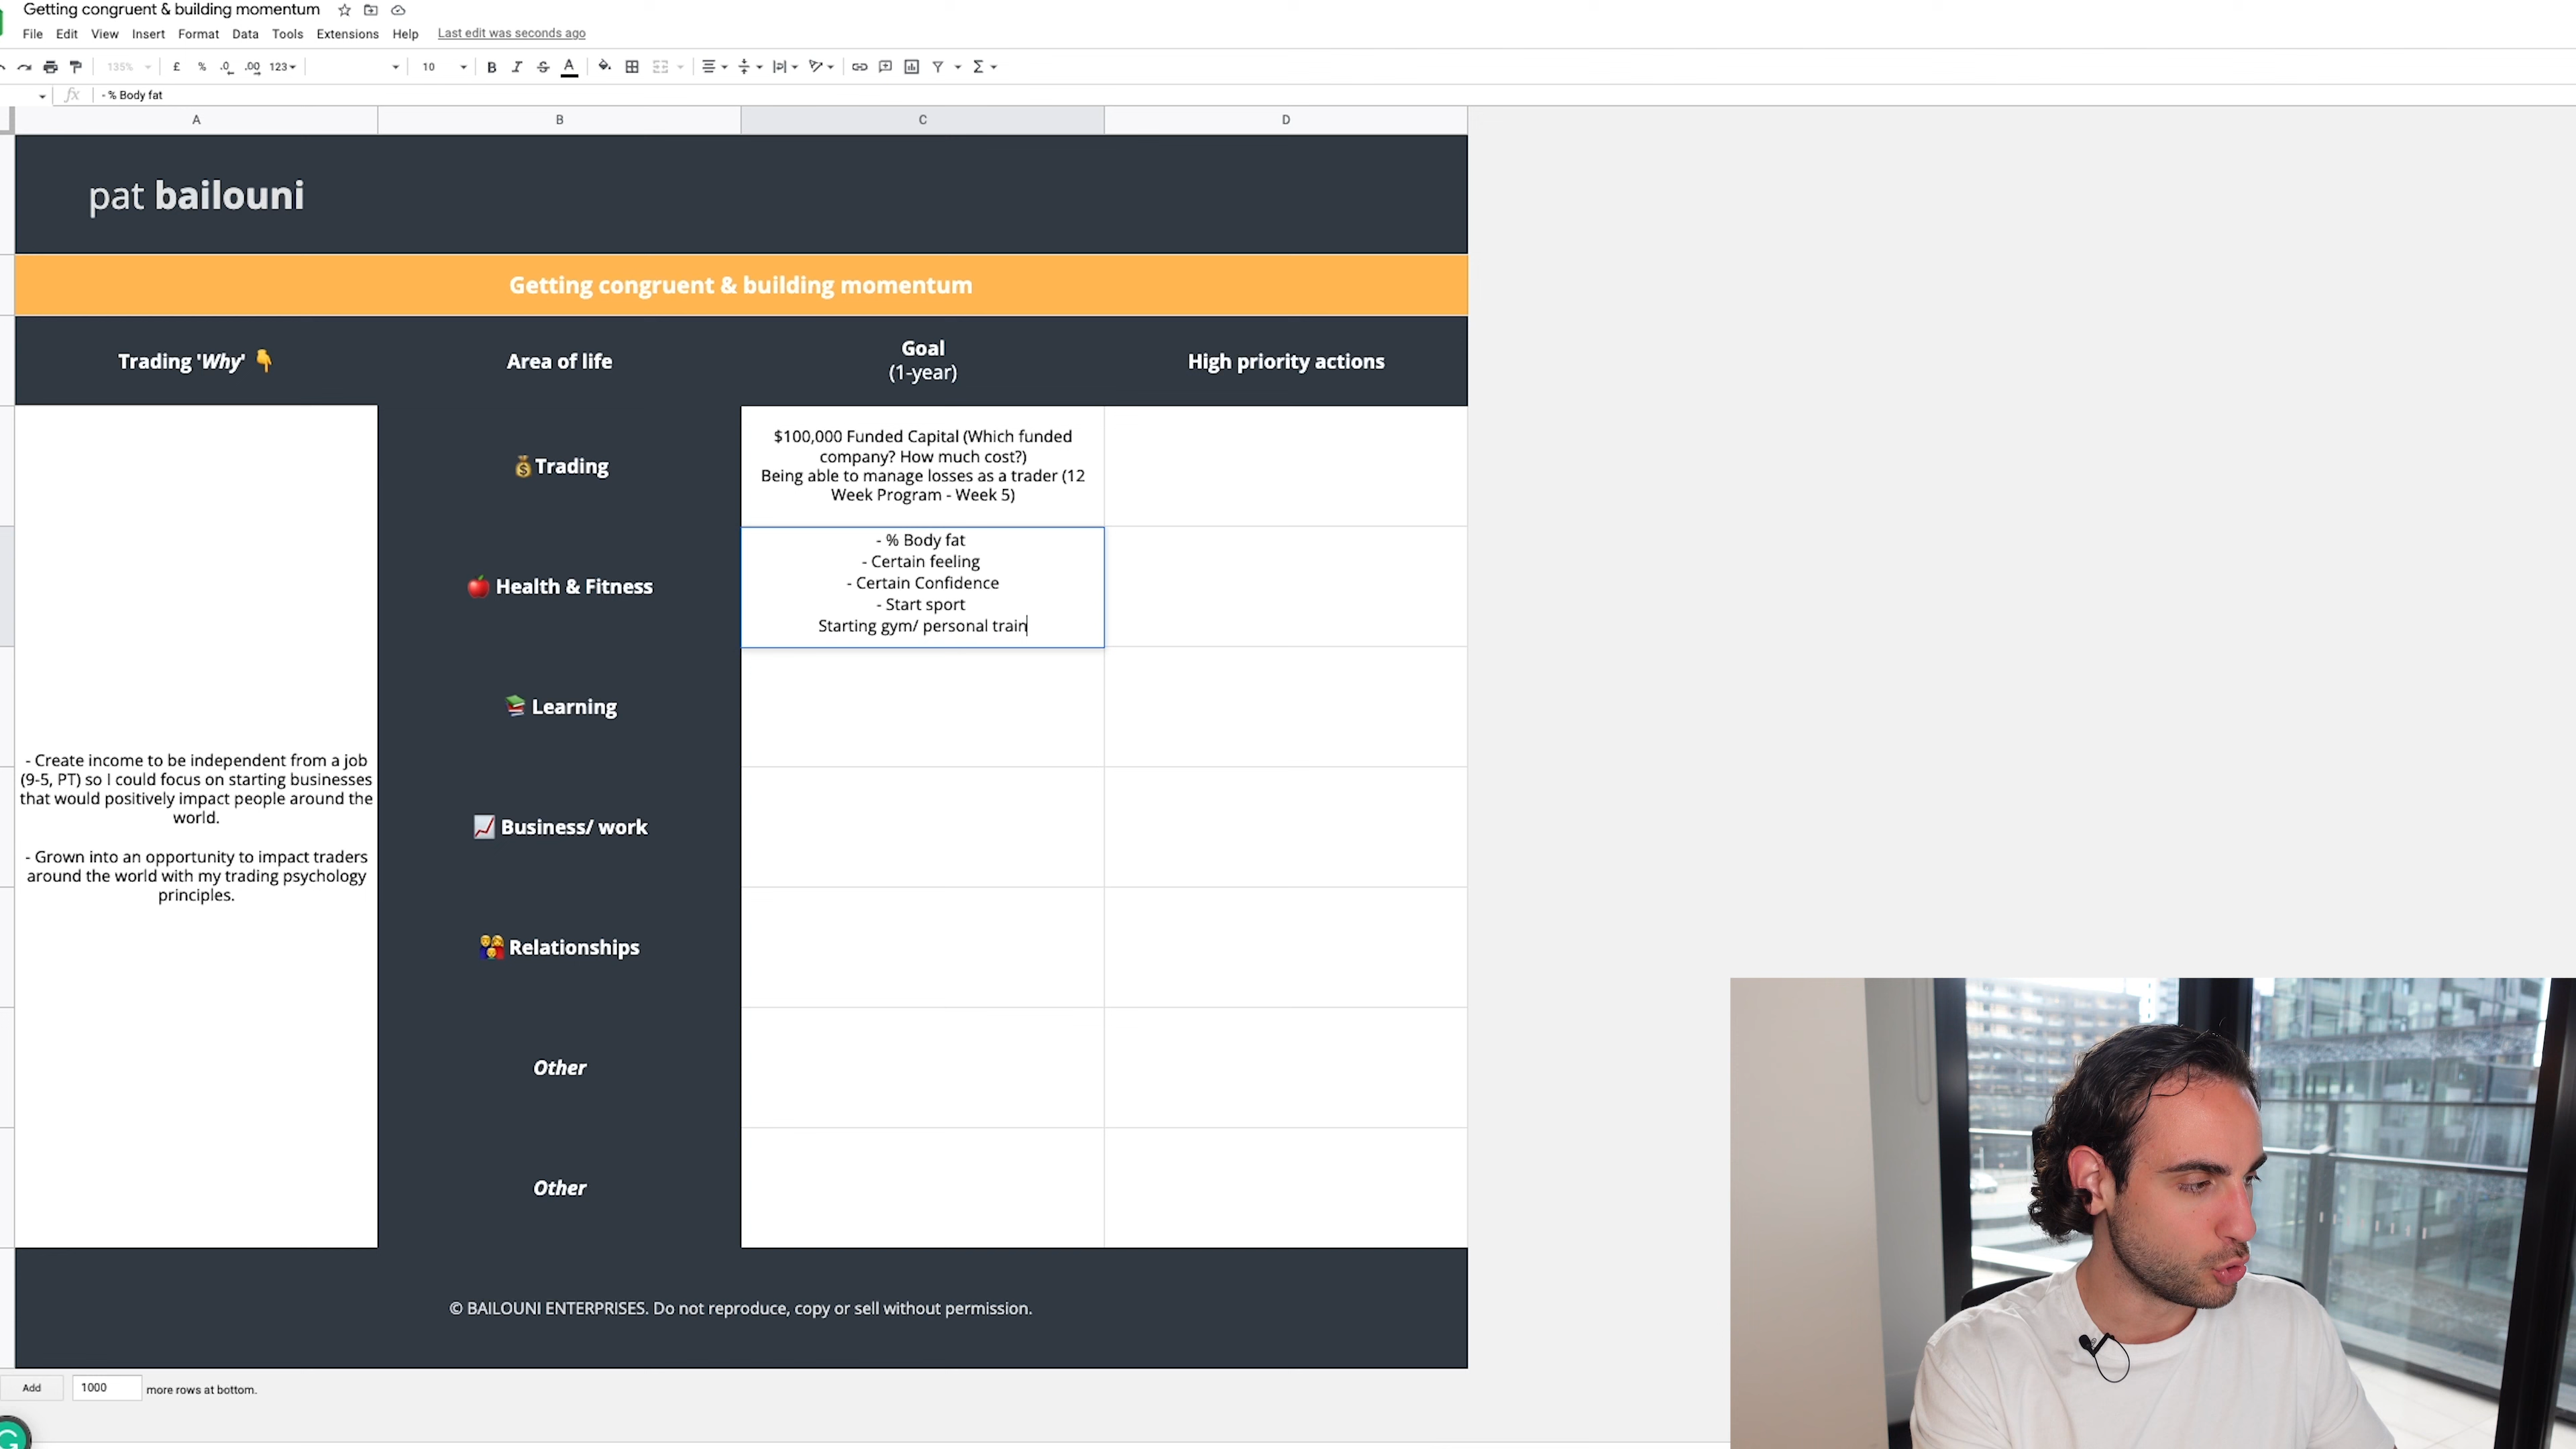 Getting congruent & building momentum
File Edit View Insert Format Data Tools Extensions Help Last edit was seconds ago
135% £ % .0 .00 123 10 B I S A
fx - % Body fat
A B C D
pat bailouni
Getting congruent & building momentum
Trading 'Why' 👇 Area of life Goal High priority actions
(1-year)
💰Trading
$100,000 Funded Capital (Which funded
company? How much cost?)
Being able to manage losses as a trader (12
Week Program - Week 5)
🍎 Health & Fitness
- % Body fat
- Certain feeling
- Certain Confidence
- Start sport
Starting gym/ personal train
📚 Learning
- Create income to be independent from a job
(9-5, PT) so I could focus on starting businesses
that would positively impact people around the
world.
- Grown into an opportunity to impact traders
around the world with my trading psychology
principles.
📈 Business/ work
👪 Relationships
Other
Other
© BAILOUNI ENTERPRISES. Do not reproduce, copy or sell without permission.
Add 1000 more rows at bottom.